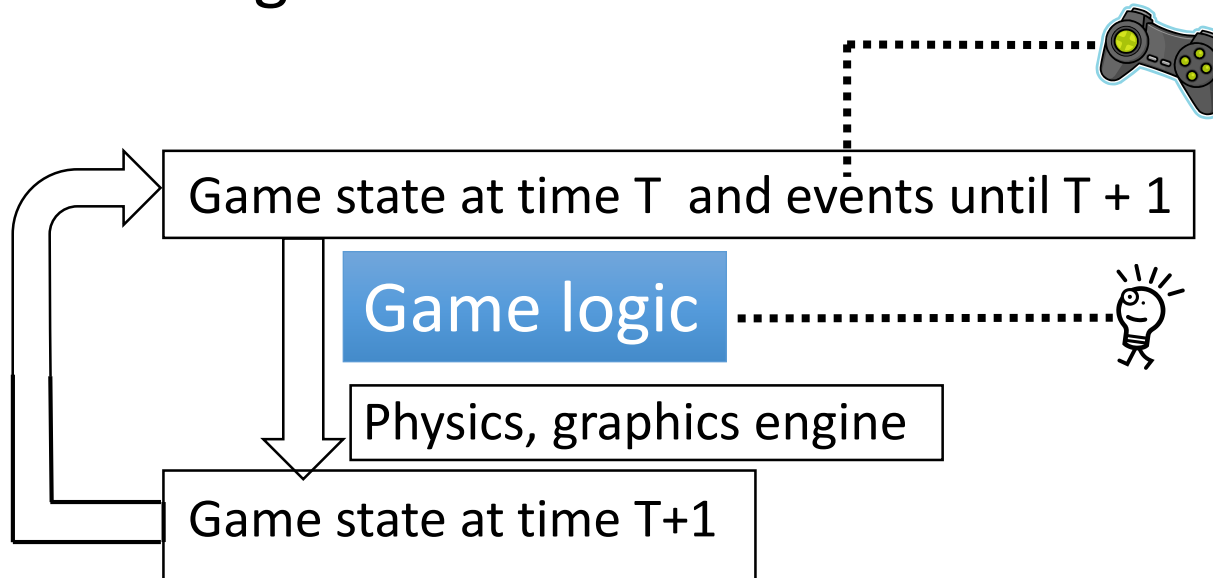 Game state at time T and events until T + 1
Game logic
Physics, graphics engine
Game state at time T+1